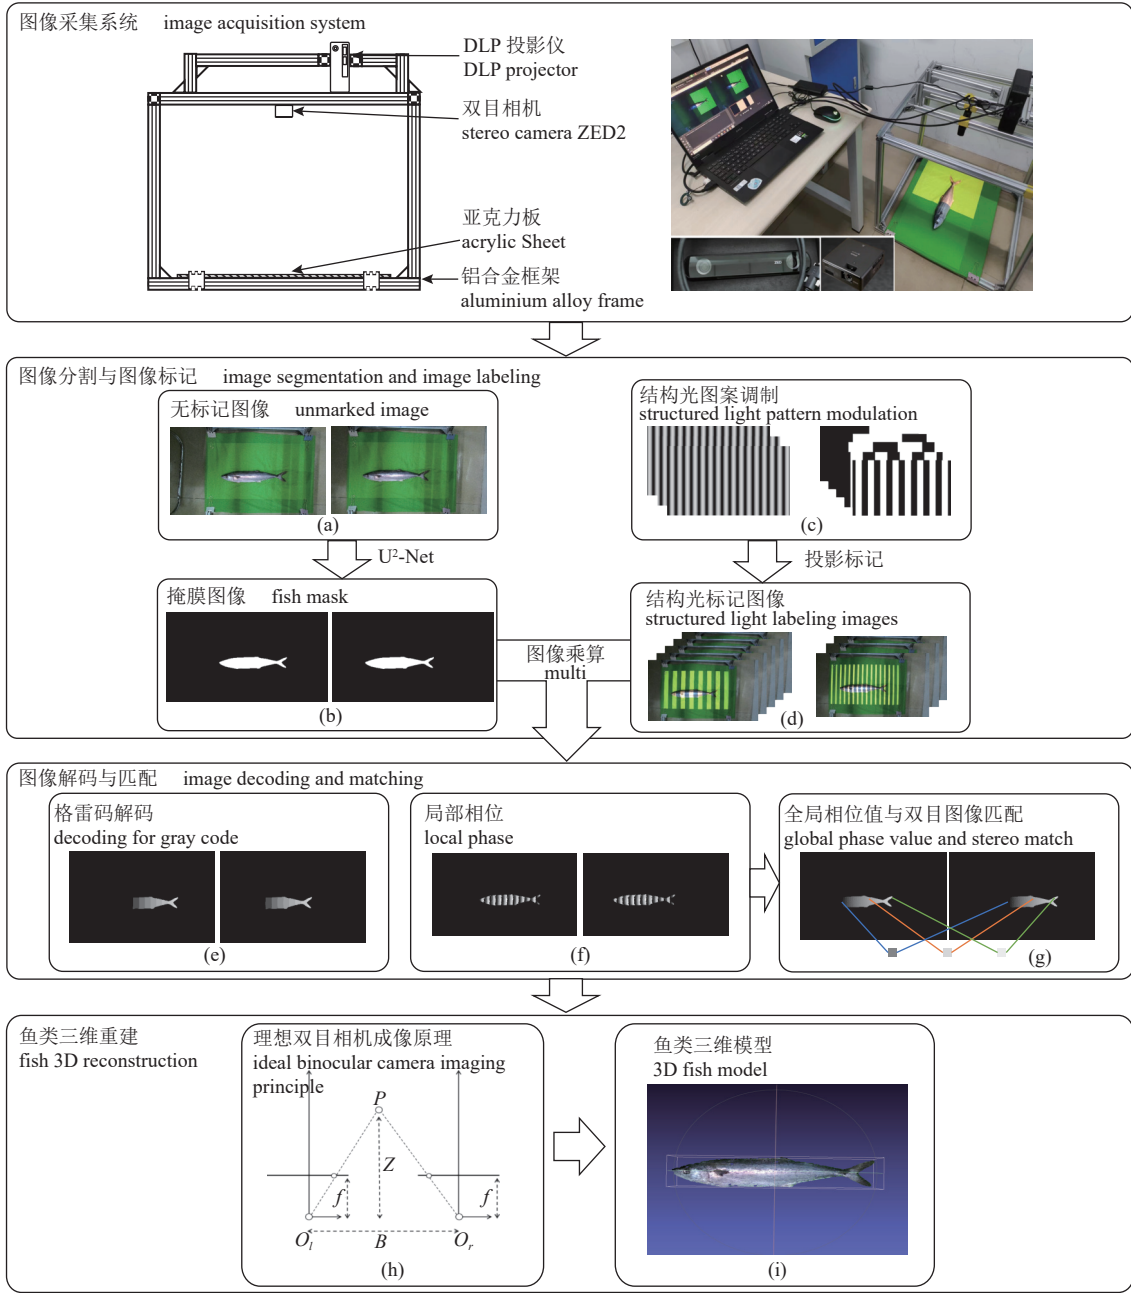 图像采集系统 image acquisition system
DLP 投影仪
DLP projector
双目相机
stereo camera ZED2
亚克力板
acrylic Sheet
铝合金框架
aluminium alloy frame
图像分割与图像标记 image segmentation and image labeling
无标记图像 unmarked image
(a)
结构光图案调制
structured light pattern modulation
(c)
U²-Net
投影标记
掩膜图像 fish mask
(b)
结构光标记图像
structured light labeling images
(d)
图像乘算
multi
图像解码与匹配 image decoding and matching
格雷码解码
decoding for gray code
(e)
局部相位
local phase
(f)
全局相位值与双目图像匹配
global phase value and stereo match
(g)
鱼类三维重建
fish 3D reconstruction
理想双目相机成像原理
ideal binocular camera imaging
principle
P
Z
f
f
O_l
B
O_r
(h)
鱼类三维模型
3D fish model
(i)